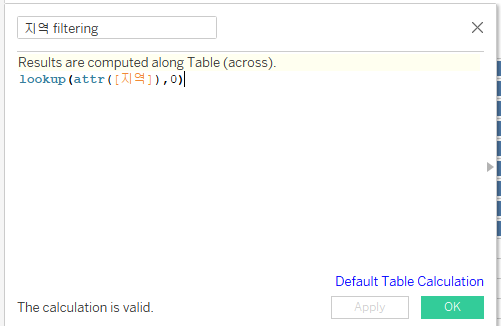 지역 filtering
Results are computed along Table (across).
lookup(attr([지역]),0)
Default Table Calculation
The calculation is valid.
Apply
OK